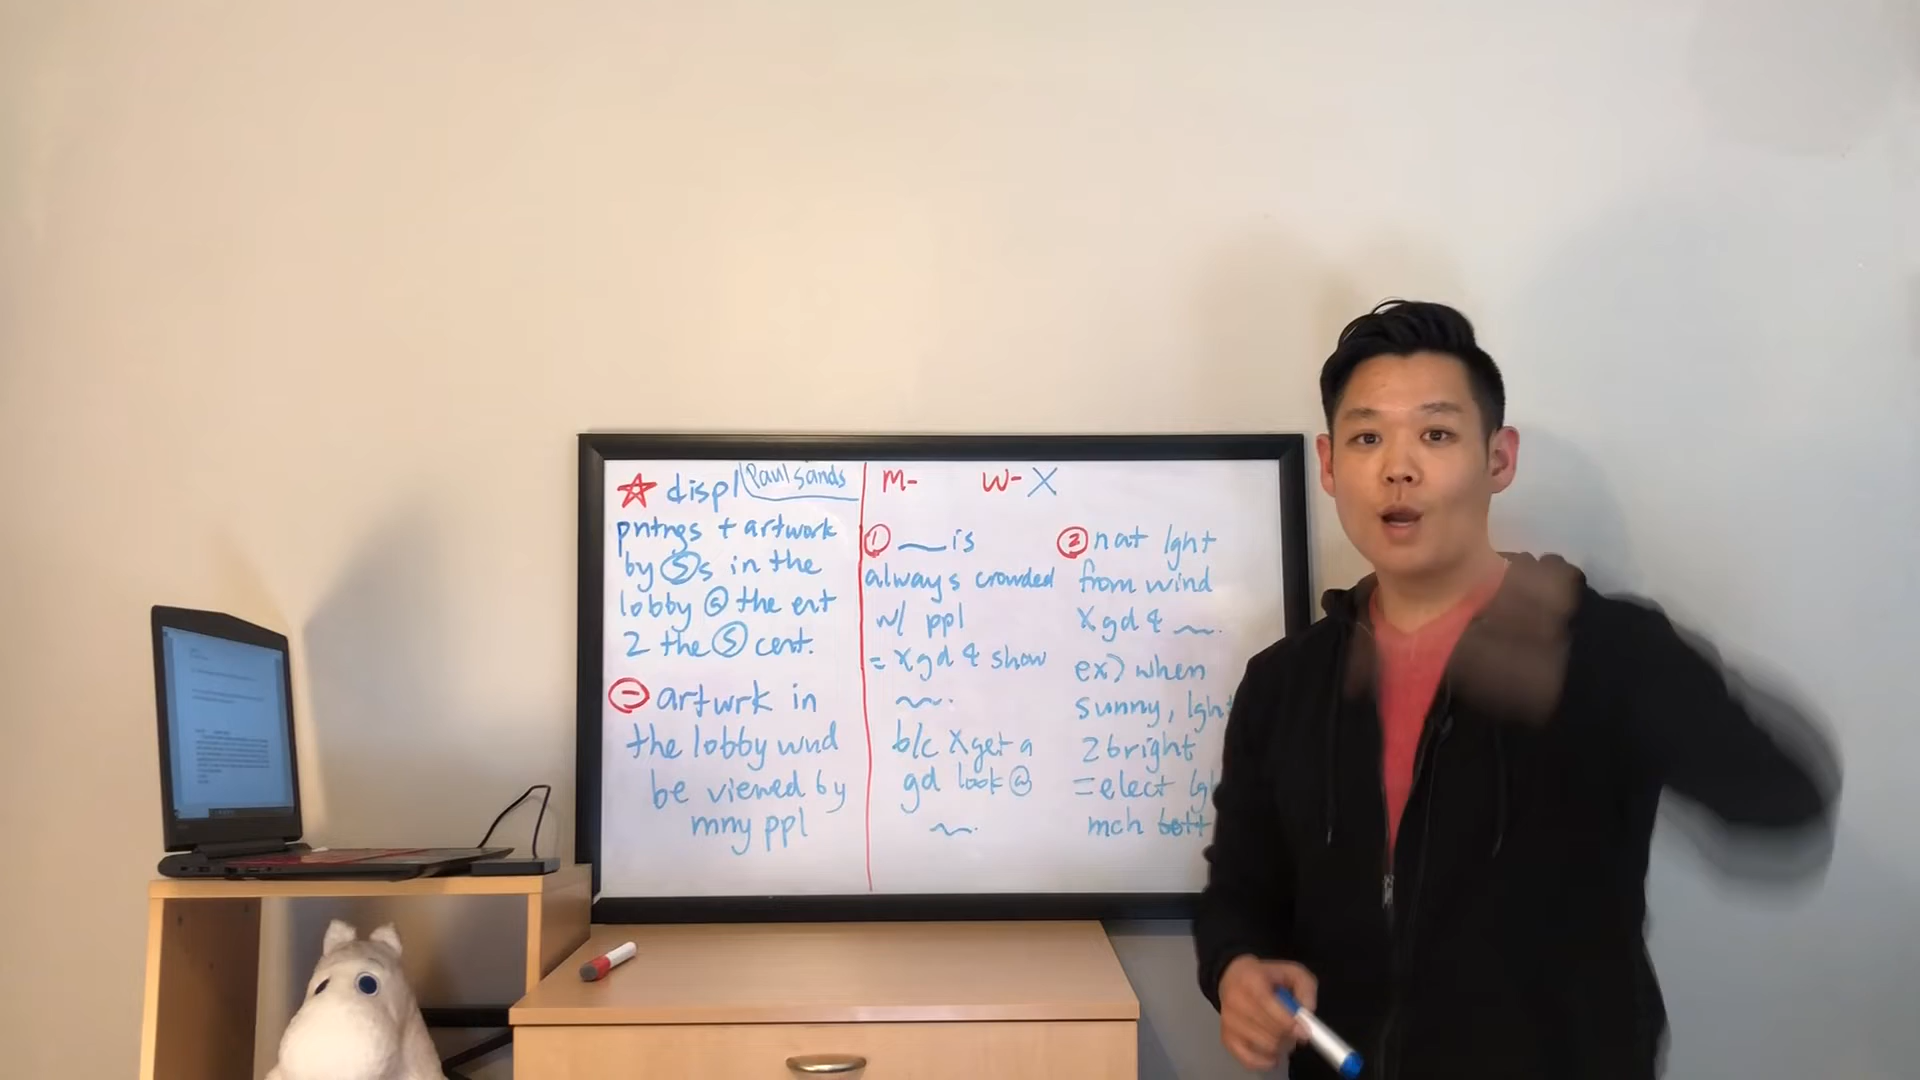 ☆ displ Paul Sands
pntngs + artwork
by Ⓢs in the
lobby @ the ent
2 the Ⓢ cent.
⊖ artwrk in
the lobby wud
be viewed by
mny ppl
M- W- X
① __ is
always crowded
w/ ppl
= x gd 4 show
~.
b/c X get a
gd look @
~.
② nat lght
from wind
X gd 4 ~.
ex) when
sunny, lght
2 bright
= elect lgh
mch bett